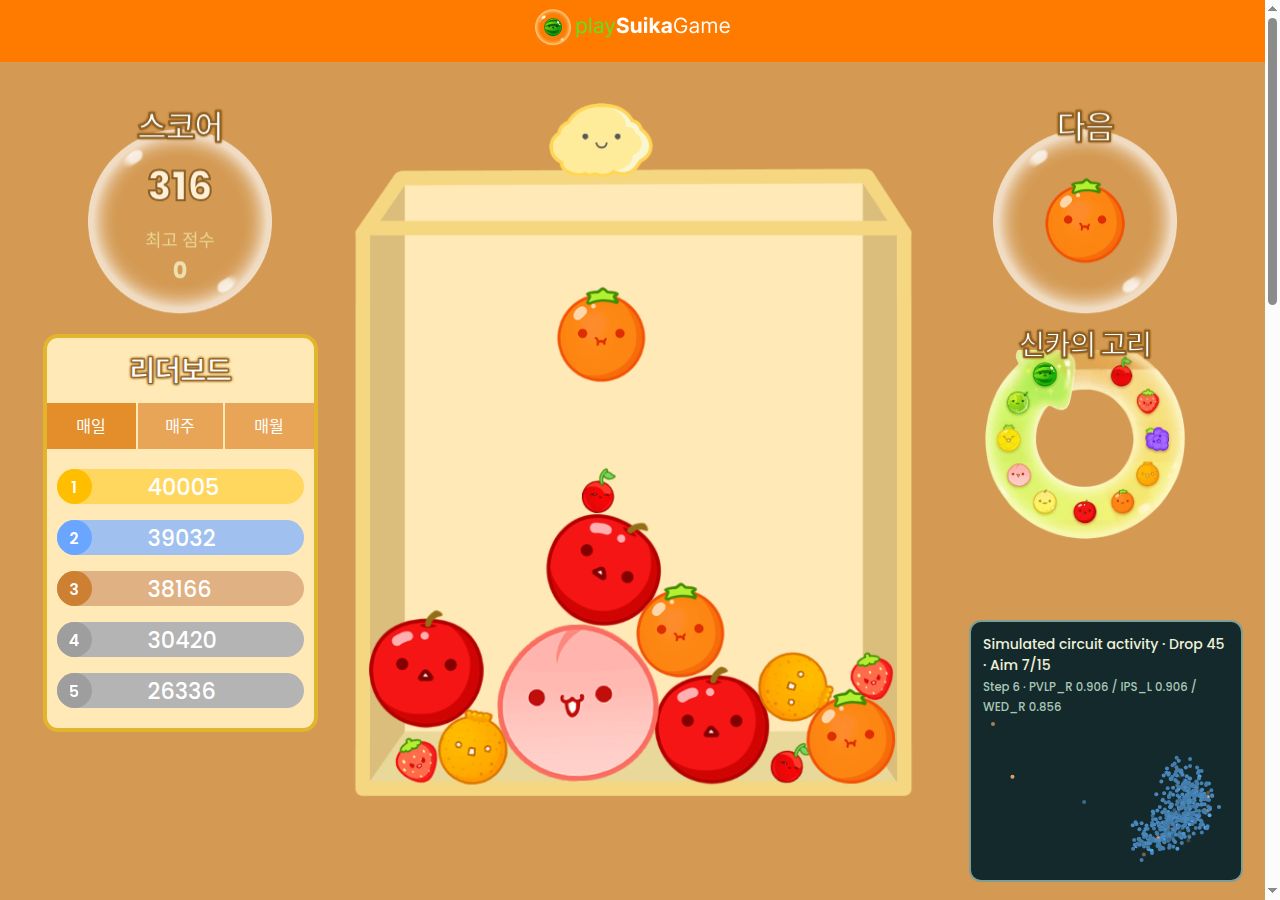 playSuikaGame
스코어
316
최고 점수
0
리더보드
매일 매주 매월
1 40005
2 39032
3 38166
4 30420
5 26336
다음
신카의 고리
Simulated circuit activity · Drop 45
· Aim 7/15
Step 6 · PVLP_R 0.906 / IPS_L 0.906 /
WED_R 0.856